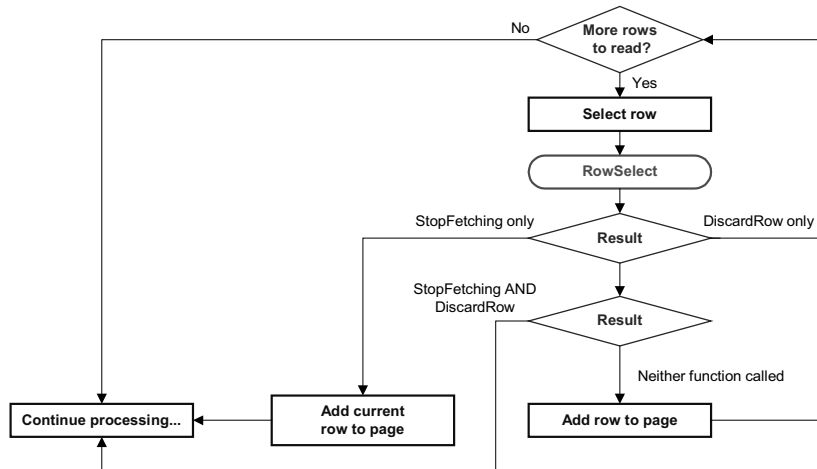 No
More rows
to read?
Yes
Select row
RowSelect
StopFetching only
Result
DiscardRow only
StopFetching AND
DiscardRow
Result
Neither function called
Continue processing...
Add current
row to page
Add row to page